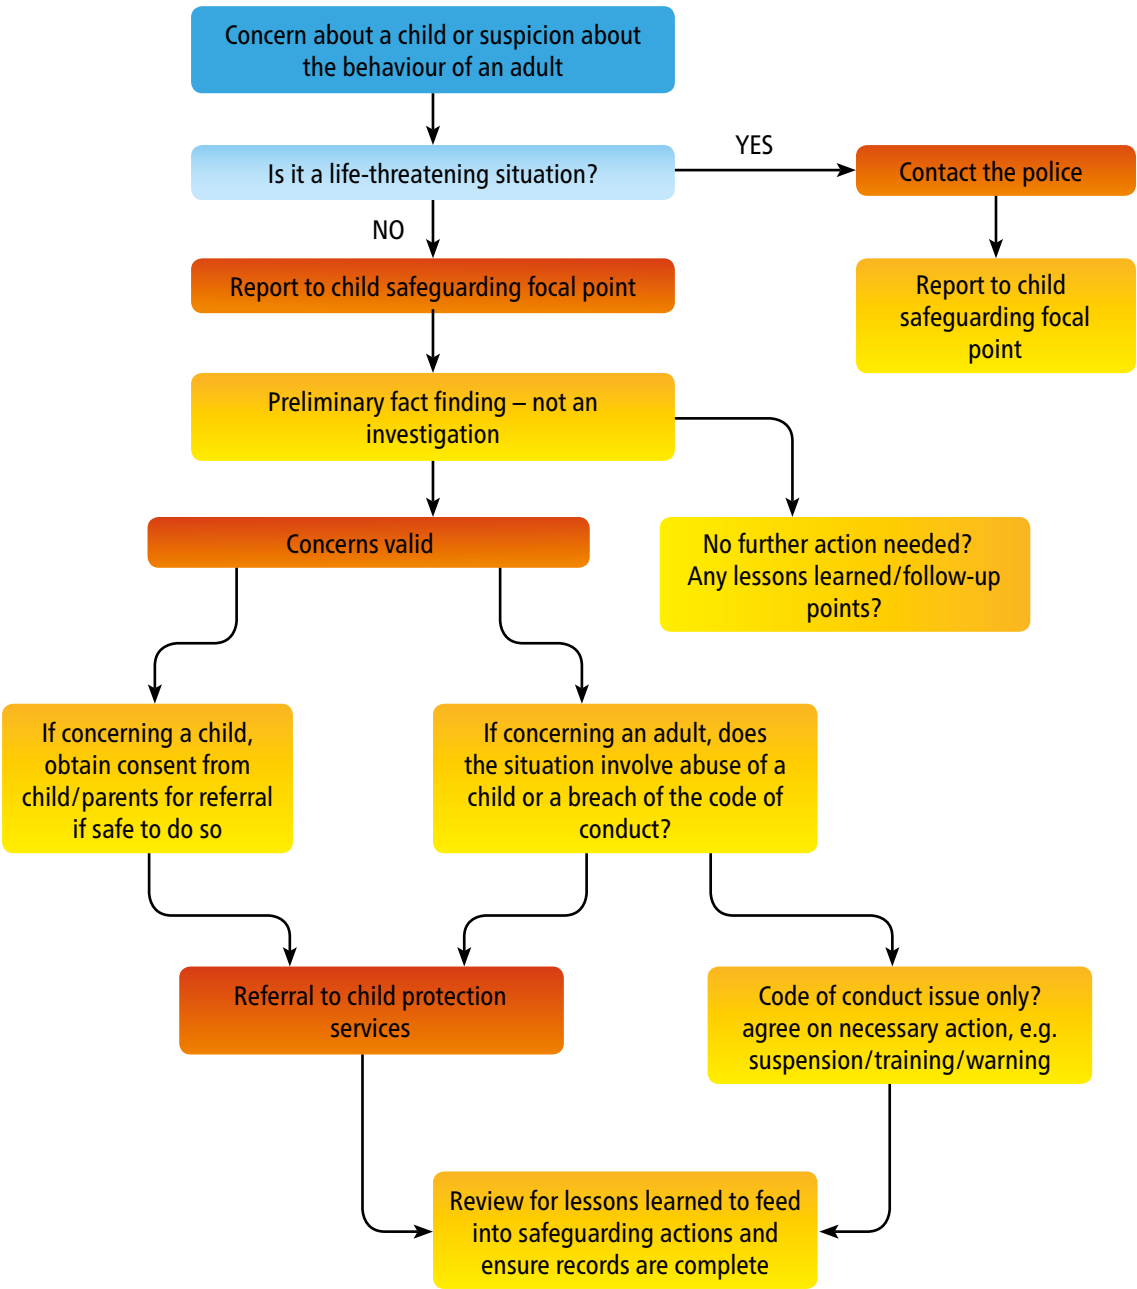 Concern about a child or suspicion about
the behaviour of an adult
Is it a life-threatening situation?
YES
Contact the police
NO
Report to child safeguarding focal point
Report to child
safeguarding focal
point
Preliminary fact finding – not an
investigation
Concerns valid
No further action needed?
Any lessons learned/follow-up
points?
If concerning a child,
obtain consent from
child/parents for referral
if safe to do so
If concerning an adult, does
the situation involve abuse of a
child or a breach of the code of
conduct?
Referral to child protection
services
Code of conduct issue only?
agree on necessary action, e.g.
suspension/training/warning
Review for lessons learned to feed
into safeguarding actions and
ensure records are complete